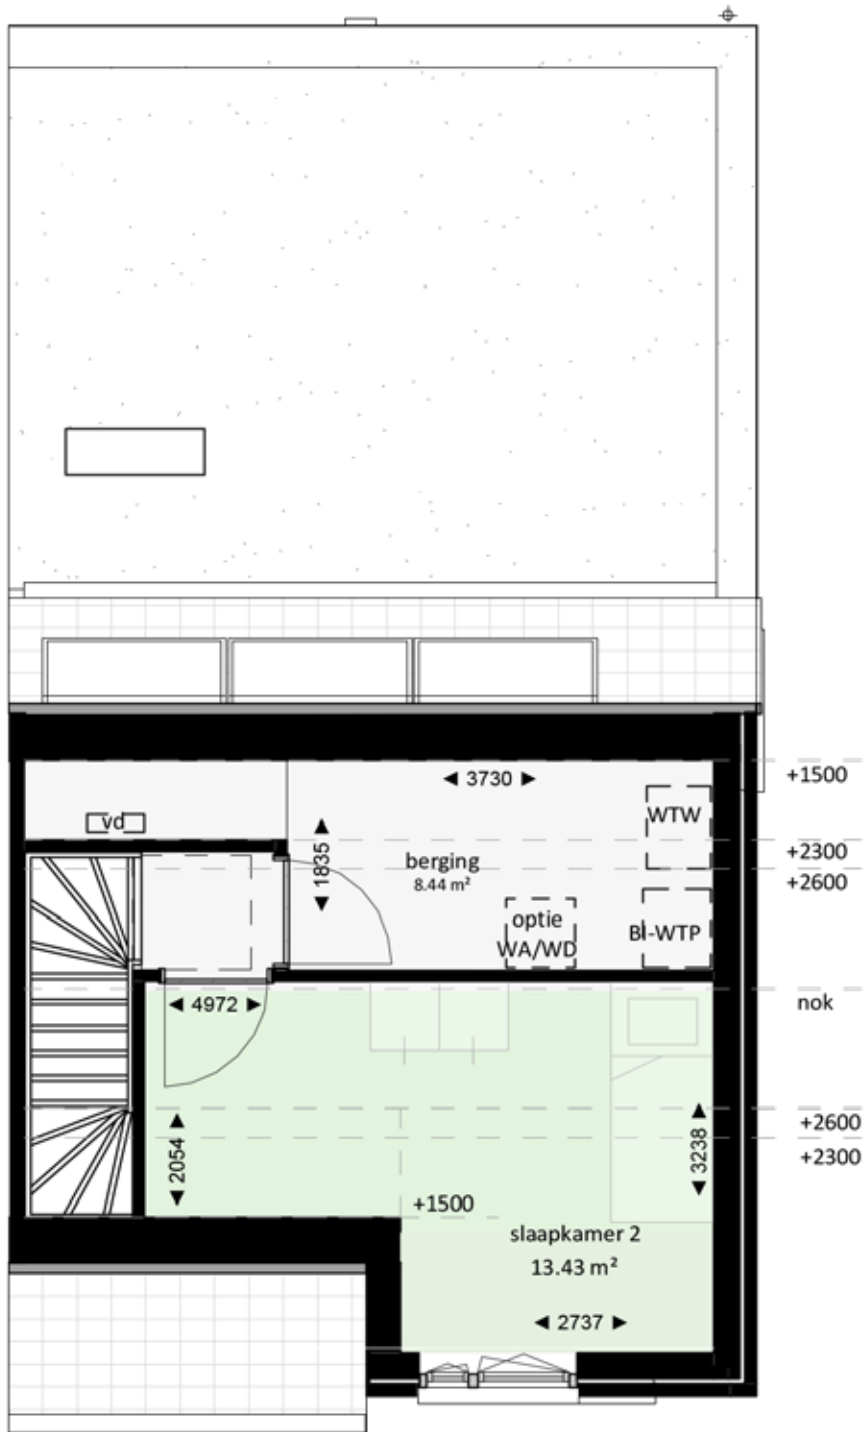 +1500
3730
WTW
vd
+2300
1835
berging
+2600
8.44 m²
optie
WA/WD
BI-WTP
nok
4972
+2600
2054
3238
+2300
+1500
slaapkamer 2
13.43 m²
2737